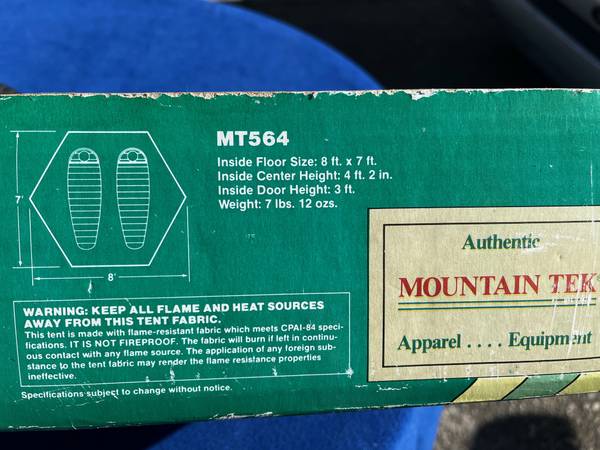 MT564
Inside Floor Size: 8 ft. x 7 ft.
Inside Center Height: 4 ft. 2 in.
Inside Door Height: 3 ft.
Weight: 7 lbs. 12 ozs.
7'
8'
WARNING: KEEP ALL FLAME AND HEAT SOURCES
AWAY FROM THIS TENT FABRIC.
This tent is made with flame-resistant fabric which meets CPAI-84 speci-
fications. IT IS NOT FIREPROOF. The fabric will burn if left in continu-
ous contact with any flame source. The application of any foreign sub-
stance to the tent fabric may render the flame resistance properties
ineffective.
Specifications subject to change without notice.
Authentic
MOUNTAIN TEK
Apparel .... Equipment